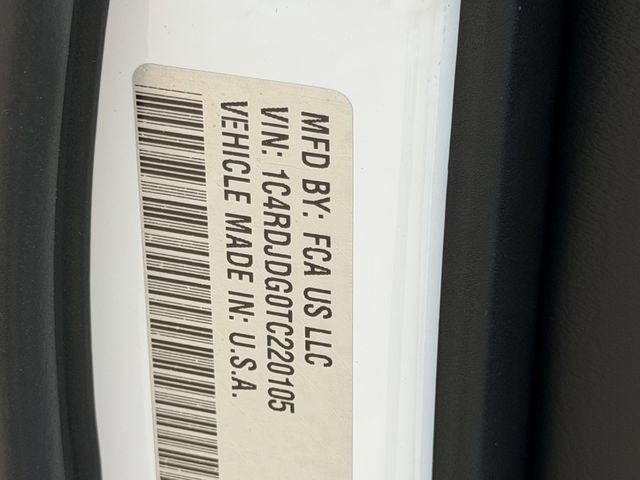 MFD BY: FCA US LLC
VIN: 1C4RDJDG0TC220105
VEHICLE MADE IN: U.S.A.